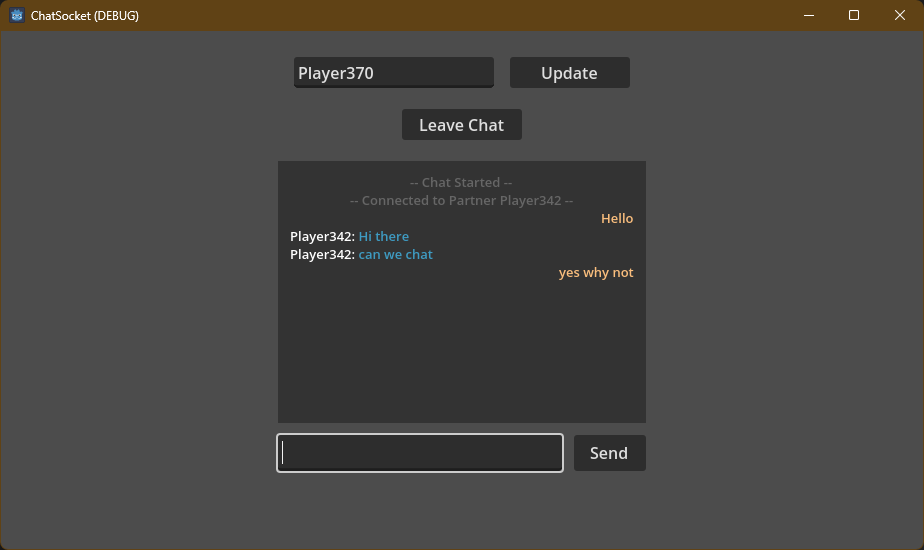 ChatSocket (DEBUG)
Player370 Update
Leave Chat
-- Chat Started --
-- Connected to Partner Player342 --
Hello
Player342: Hi there
Player342: can we chat
yes why not
Send